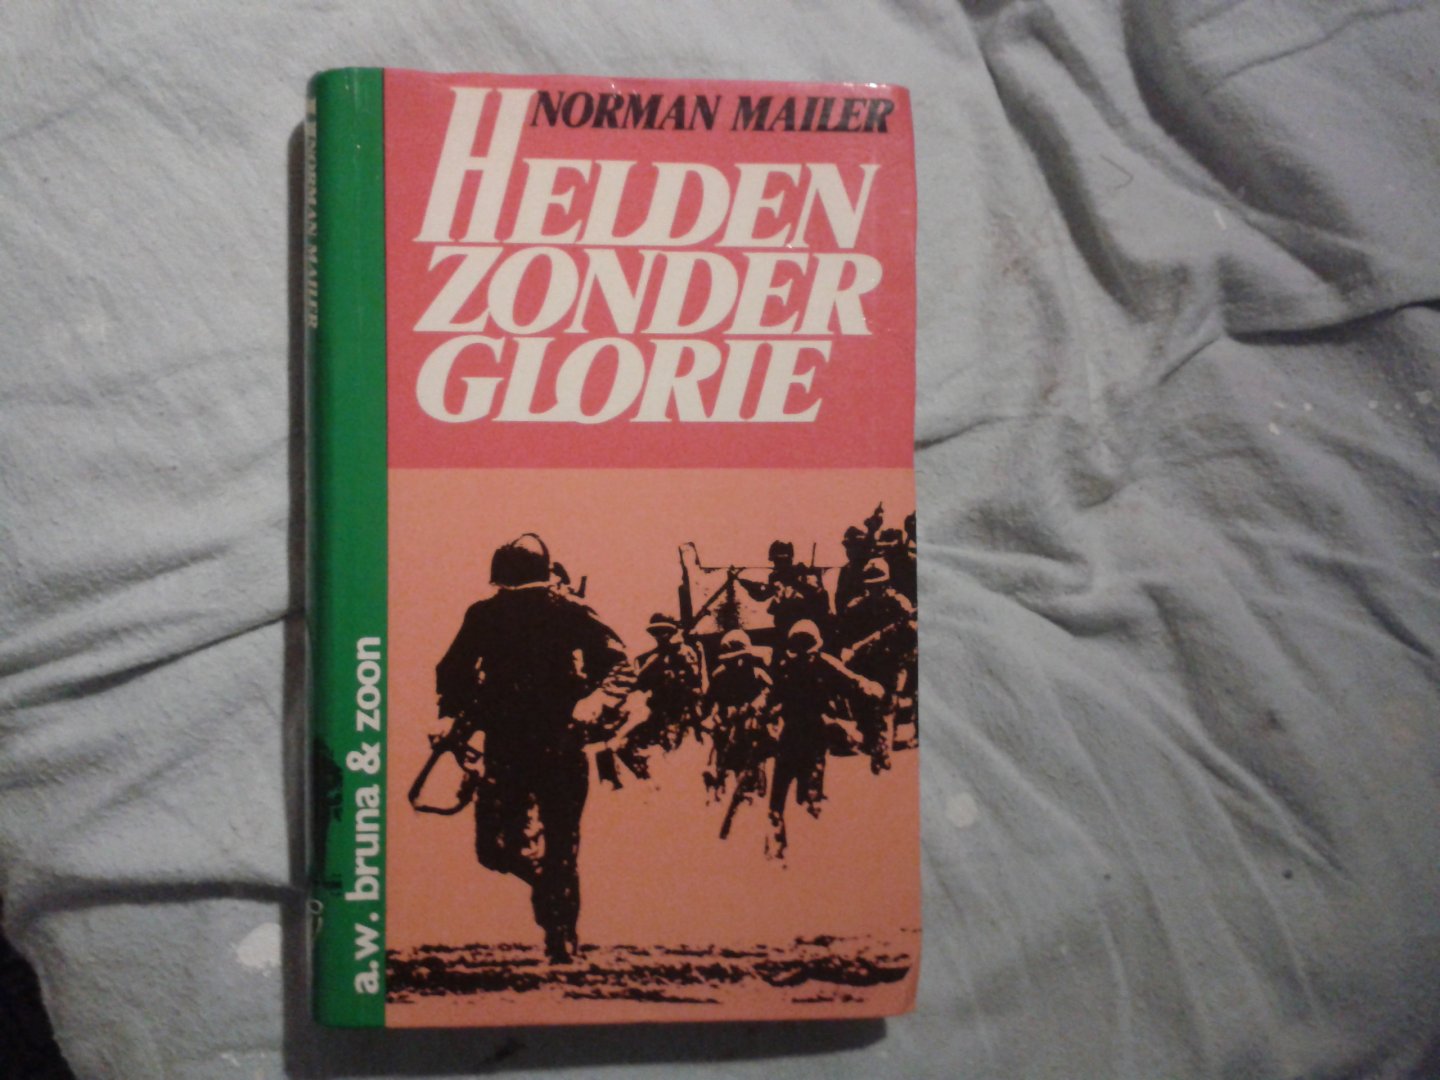 NORMAN MAILER
HELDEN
ZONDER
GLORIE
a.w. bruna & zoon
NORMAN MAILER